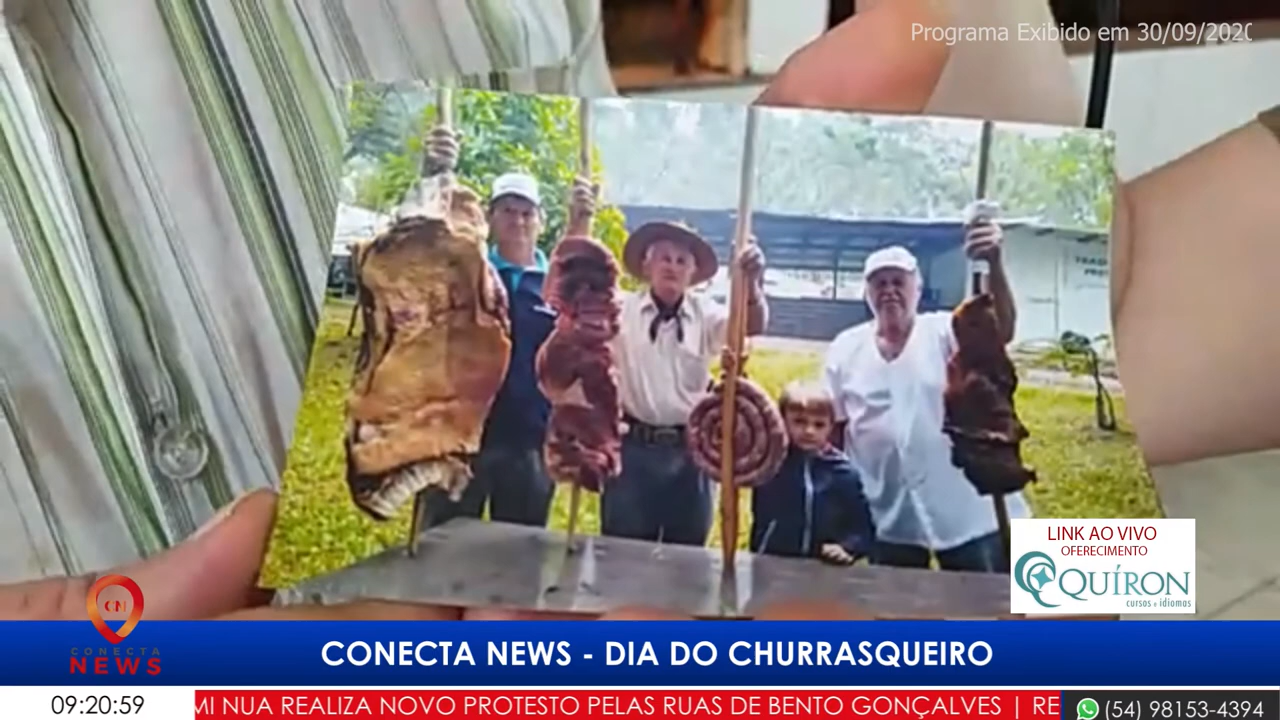 Programa Exibido em 30/09/2020
LINK AO VIVO
OFERECIMENTO
QUÍRON
cursos e idiomas
CN
CONECTA
NEWS
CONECTA NEWS - DIA DO CHURRASQUEIRO
09:20:59
MI NUA REALIZA NOVO PROTESTO PELAS RUAS DE BENTO GONÇALVES | RE
(54) 98153-4394